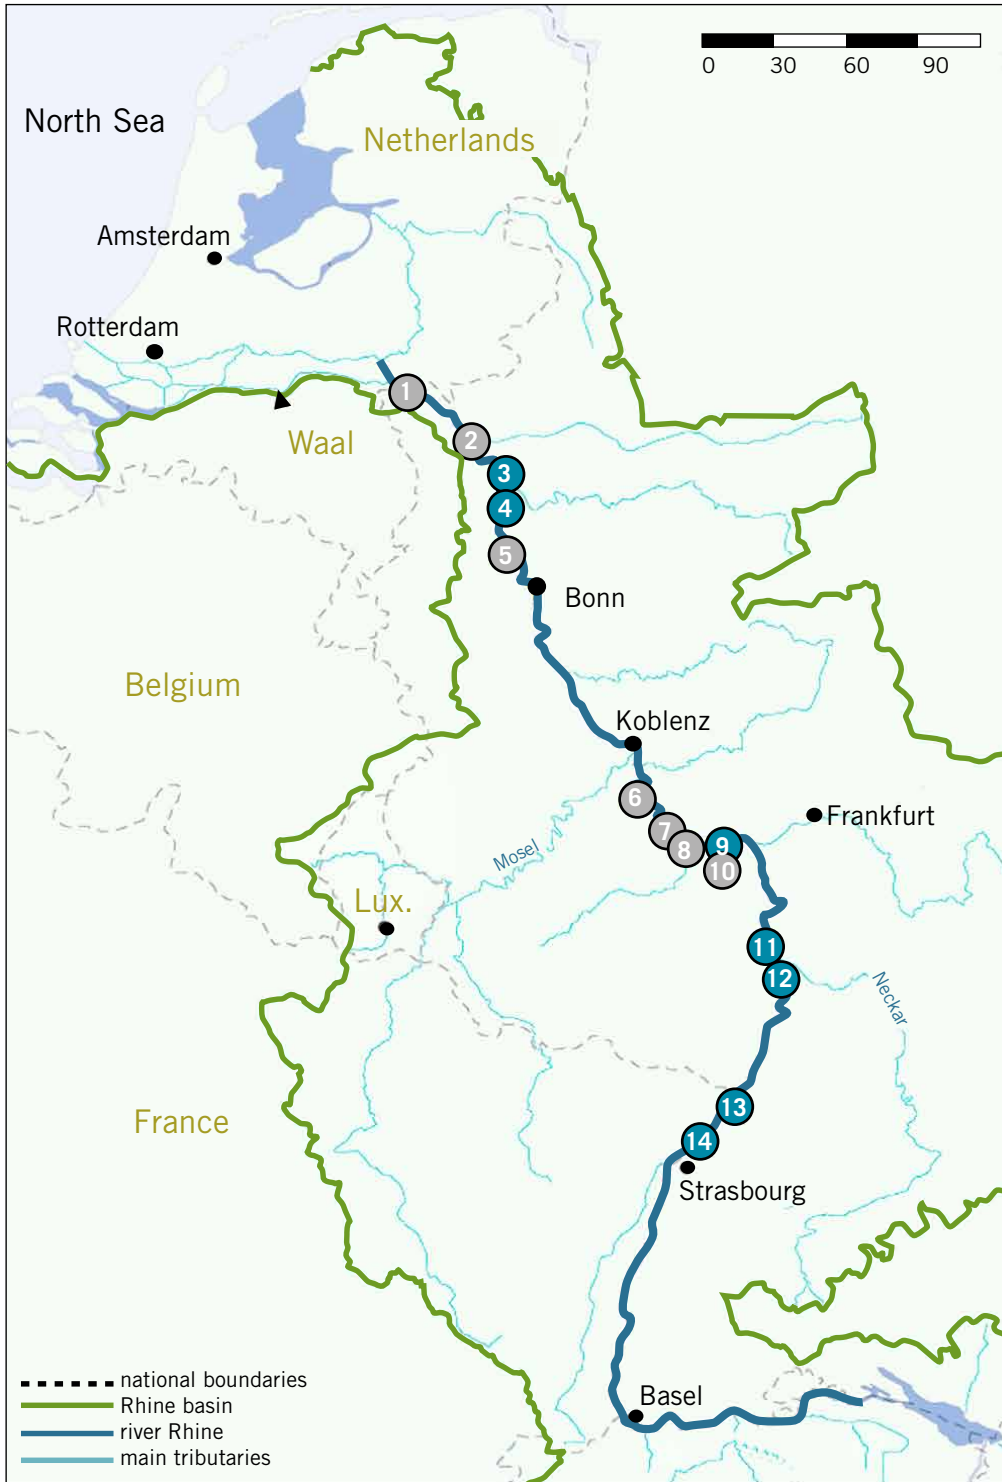 0 30 60 90
North Sea
Netherlands
Amsterdam
Rotterdam
1
Waal
2
3
4
5
Bonn
Belgium
Koblenz
6
7
8
9
10
Frankfurt
Mosel
Lux.
11
12
Neckar
France
13
14
Strasbourg
Basel
national boundaries
Rhine basin
river Rhine
main tributaries